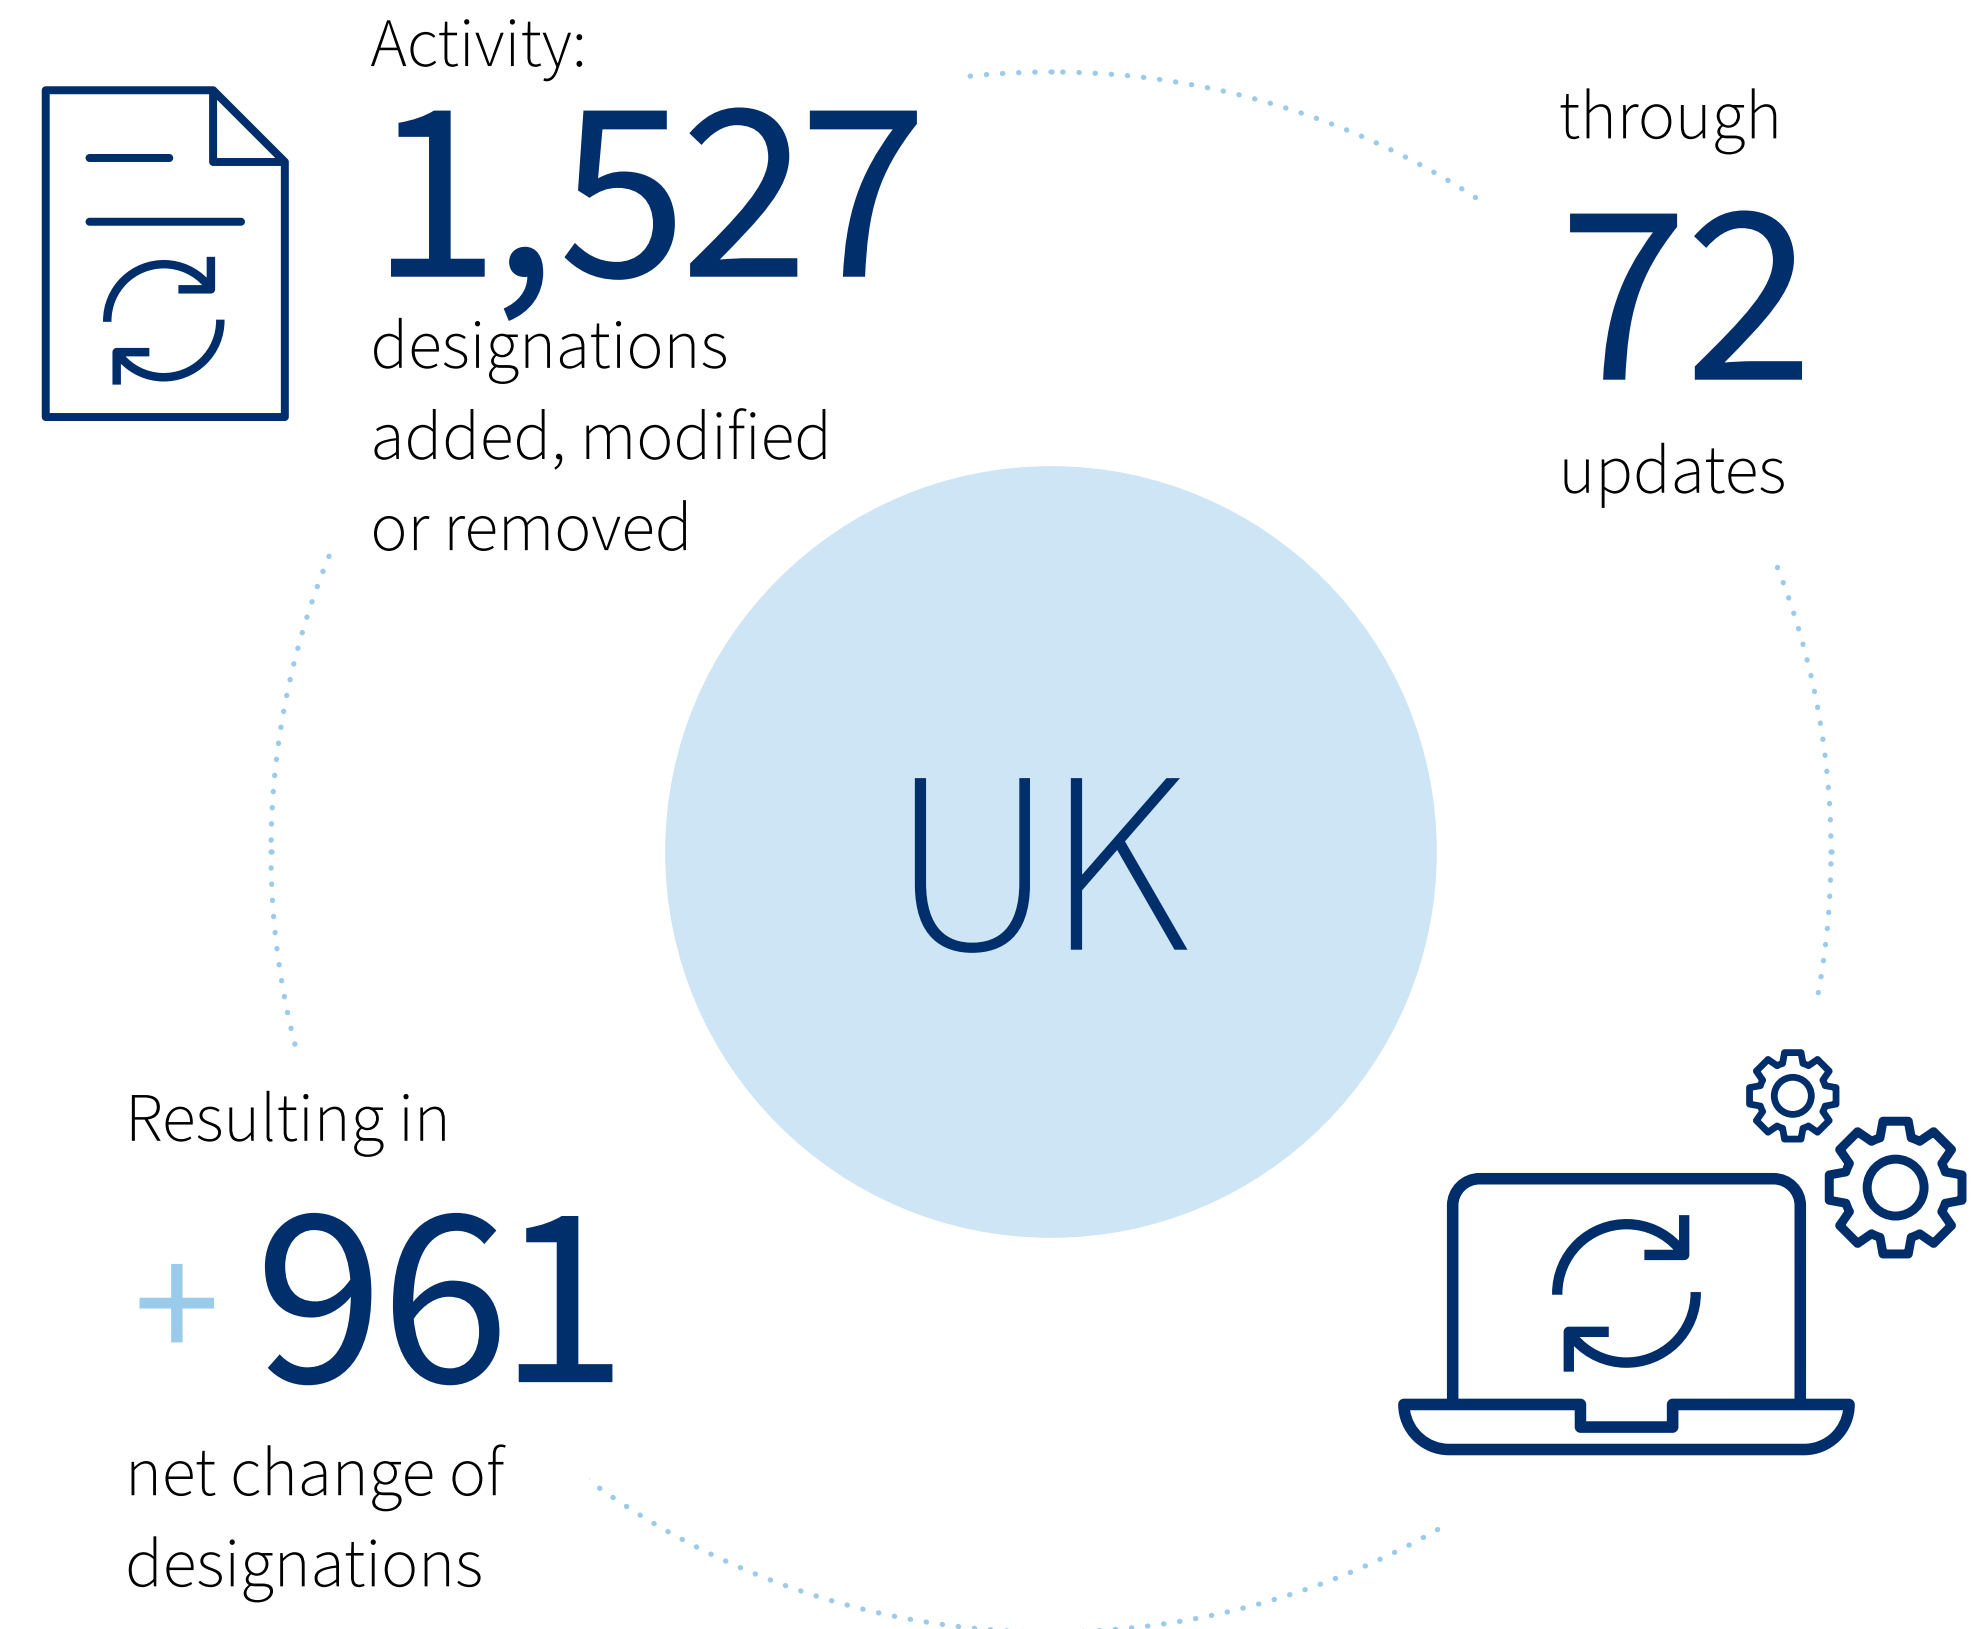 Activity:
1,527
designations
added, modified
or removed
through
72
updates
UK
Resulting in
+ 961
net change of
designations